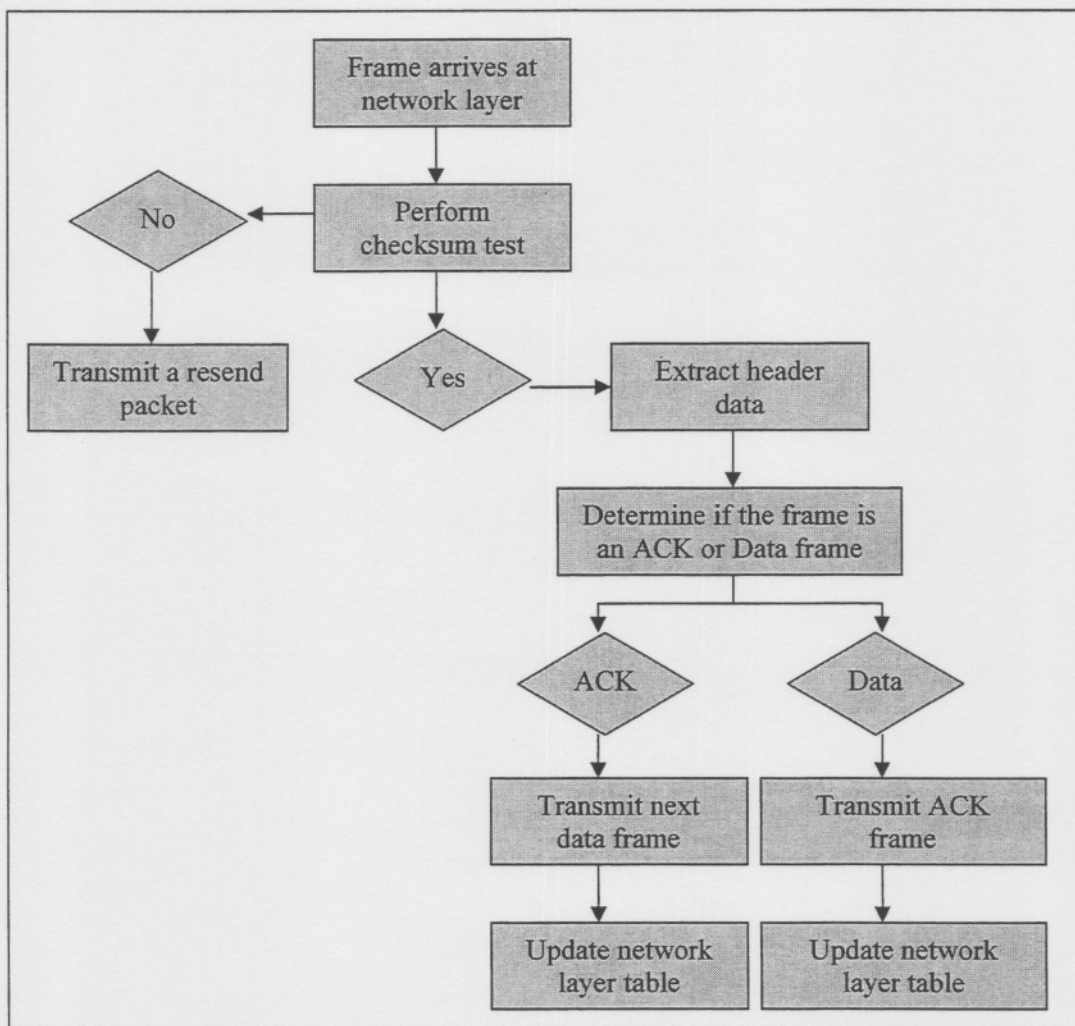 Frame arrives at
network layer
No
Perform
checksum test
Transmit a resend
packet
Yes
Extract header
data
Determine if the frame is
an ACK or Data frame
ACK
Data
Transmit next
data frame
Transmit ACK
frame
Update network
layer table
Update network
layer table